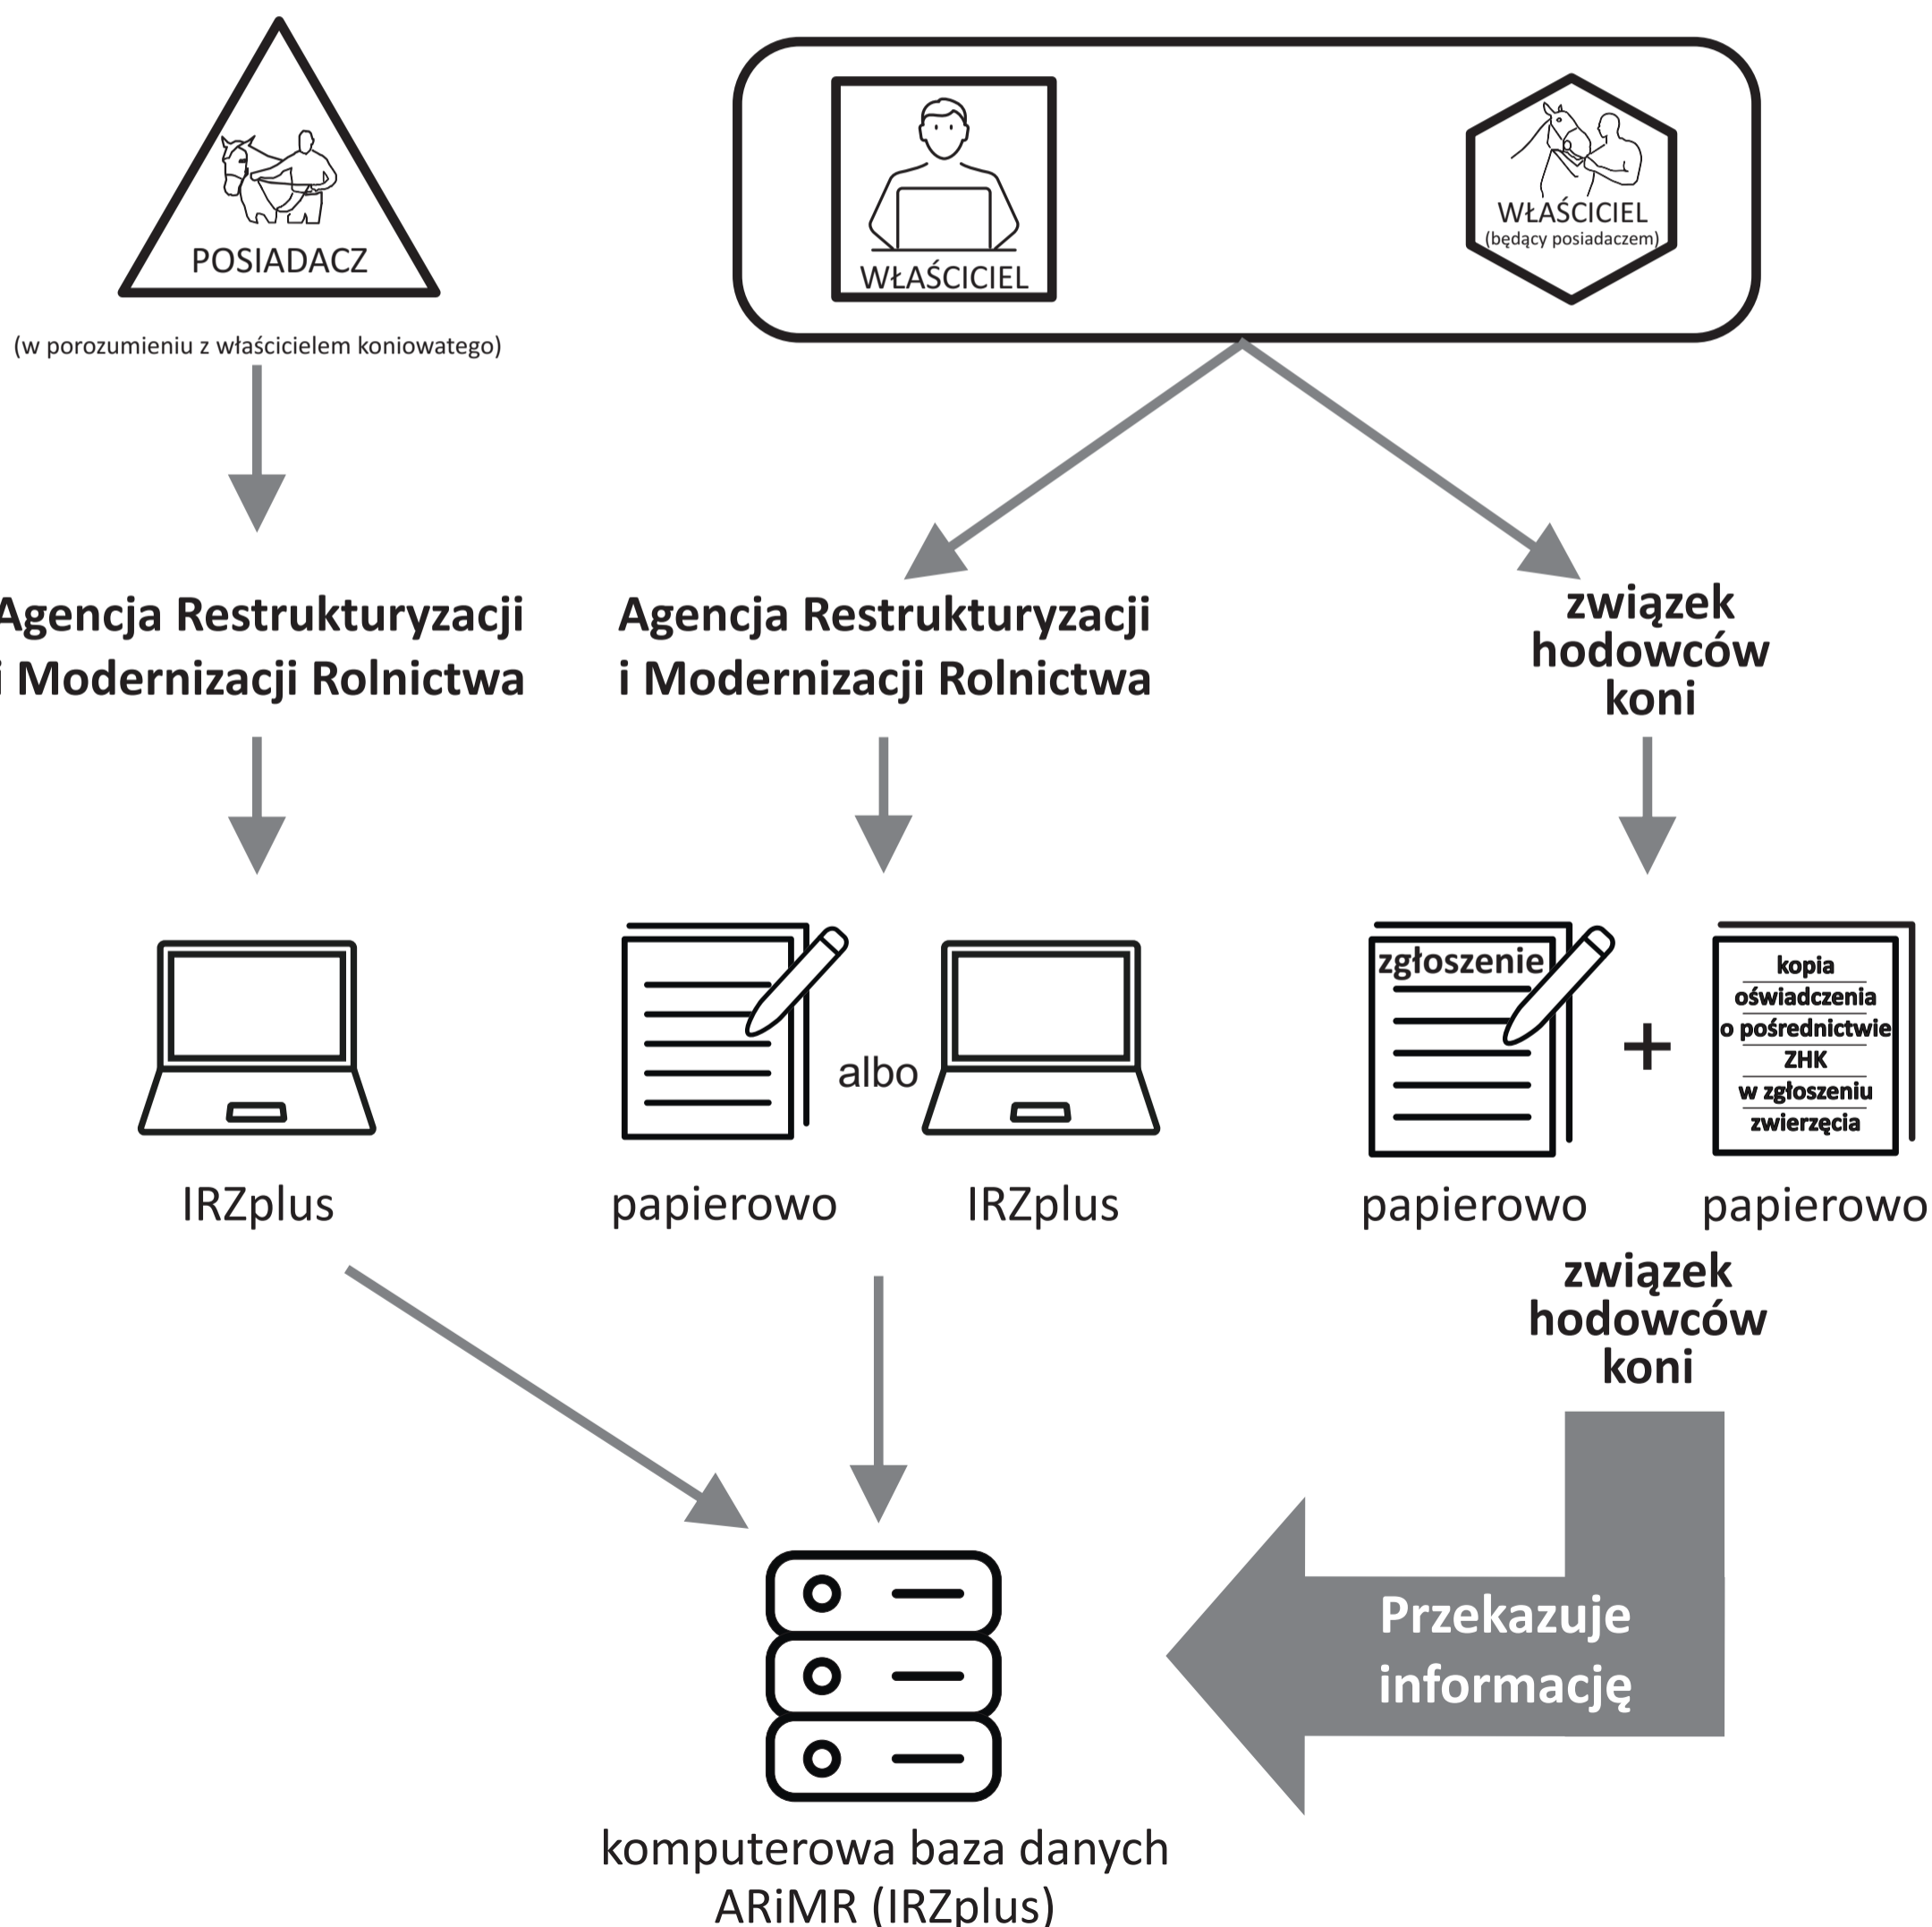 POSIADACZ
(w porozumieniu z właścicielem koniowatego)
WŁAŚCICIEL
WŁAŚCICIEL
(będący posiadaczem)
Agencja Restrukturyzacji
i Modernizacji Rolnictwa
Agencja Restrukturyzacji
i Modernizacji Rolnictwa
związek
hodowców
koni
IRZplus
papierowo
albo
IRZplus
zgłoszenie
papierowo
+
kopia
oświadczenia
o pośrednictwie
ZHK
w zgłoszeniu
zwierzęcia
papierowo
związek
hodowców
koni
Przekazuje
informację
komputerowa baza danych
ARiMR (IRZplus)